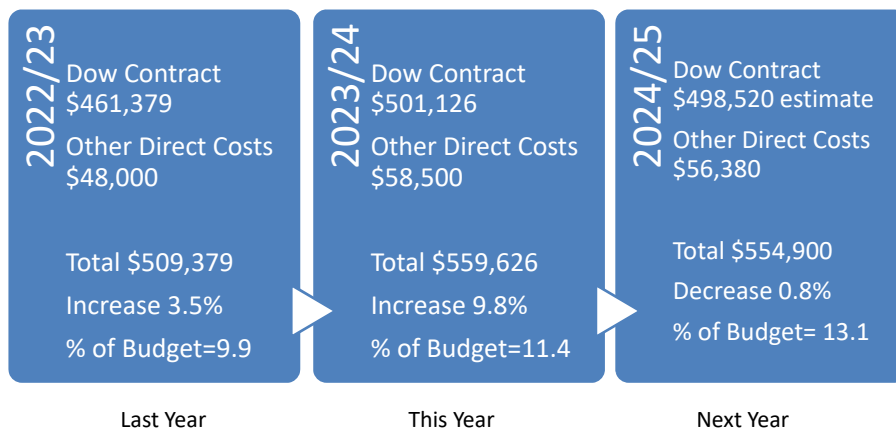 2022/23
Dow Contract
$461,379
Other Direct Costs
$48,000
Total $509,379
Increase 3.5%
% of Budget=9.9
2023/24
Dow Contract
$501,126
Other Direct Costs
$58,500
Total $559,626
Increase 9.8%
% of Budget=11.4
2024/25
Dow Contract
$498,520 estimate
Other Direct Costs
$56,380
Total $554,900
Decrease 0.8%
% of Budget= 13.1
Last Year
This Year
Next Year